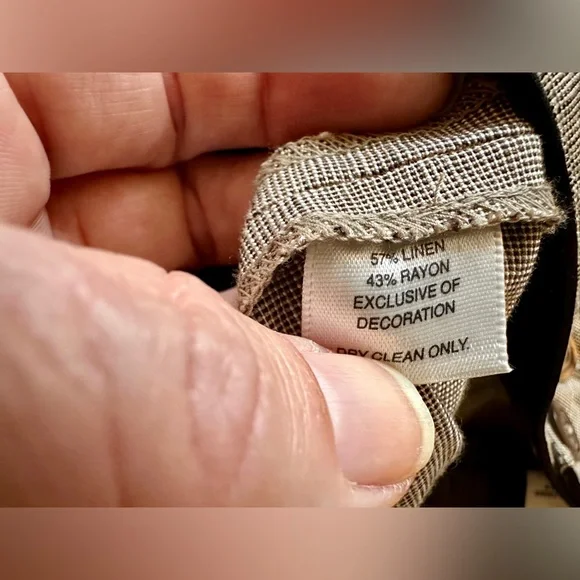 57% LINEN
43% RAYON
EXCLUSIVE OF
DECORATION
DRY CLEAN ONLY.